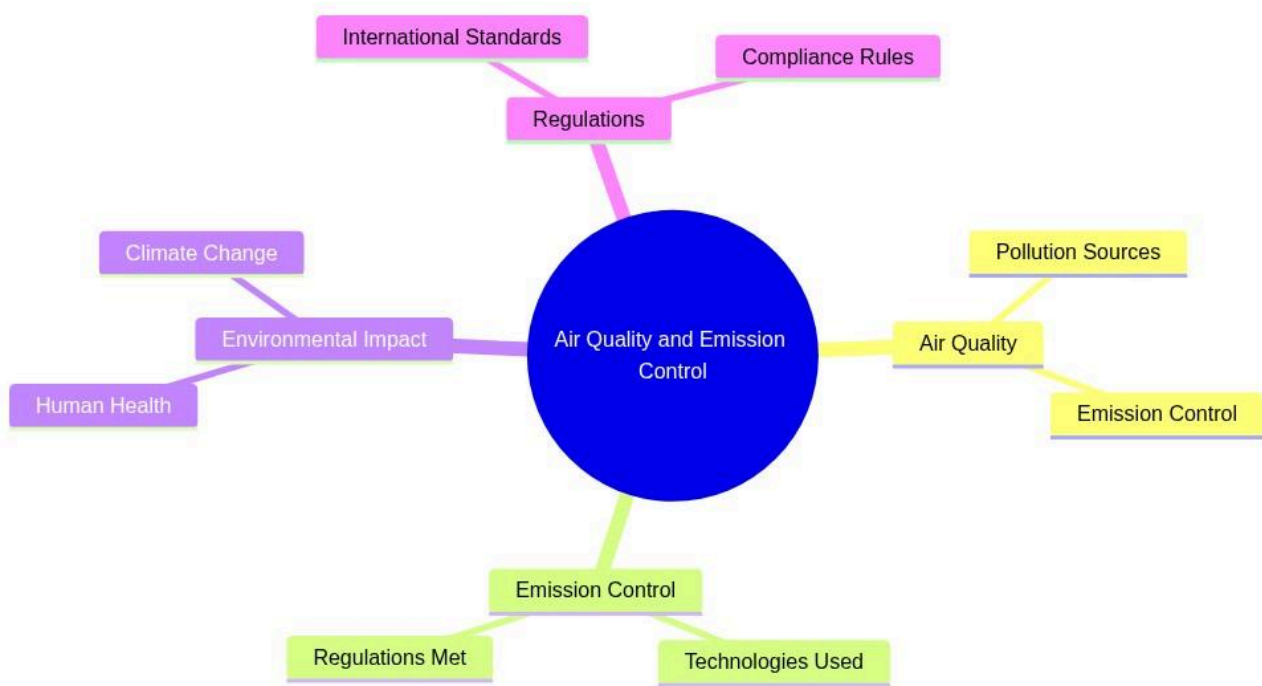 International Standards
Compliance Rules
Regulations
Climate Change
Pollution Sources
Environmental Impact
Air Quality and Emission
Control
Air Quality
Human Health
Emission Control
Emission Control
Regulations Met
Technologies Used